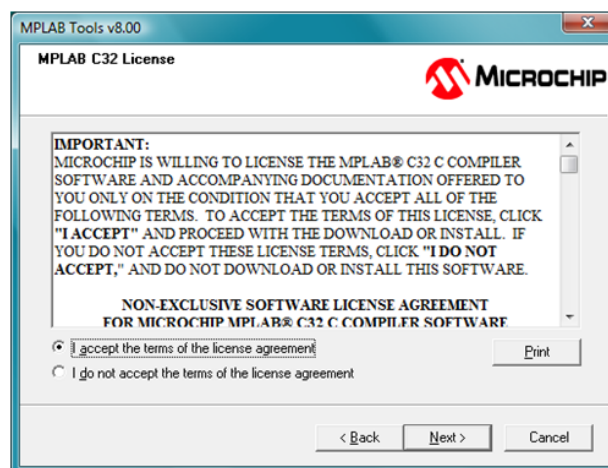 MPLAB Tools v8.00
MPLAB C32 License
MICROCHIP
IMPORTANT:
MICROCHIP IS WILLING TO LICENSE THE MPLAB® C32 C COMPILER
SOFTWARE AND ACCOMPANYING DOCUMENTATION OFFERED TO
YOU ONLY ON THE CONDITION THAT YOU ACCEPT ALL OF THE
FOLLOWING TERMS. TO ACCEPT THE TERMS OF THIS LICENSE, CLICK
"I ACCEPT" AND PROCEED WITH THE DOWNLOAD OR INSTALL. IF
YOU DO NOT ACCEPT THESE LICENSE TERMS, CLICK "I DO NOT
ACCEPT," AND DO NOT DOWNLOAD OR INSTALL THIS SOFTWARE.
NON-EXCLUSIVE SOFTWARE LICENSE AGREEMENT
FOR MICROCHIP MPLAB® C32 C COMPILER SOFTWARE
I accept the terms of the license agreement
Print
I do not accept the terms of the license agreement
< Back Next > Cancel